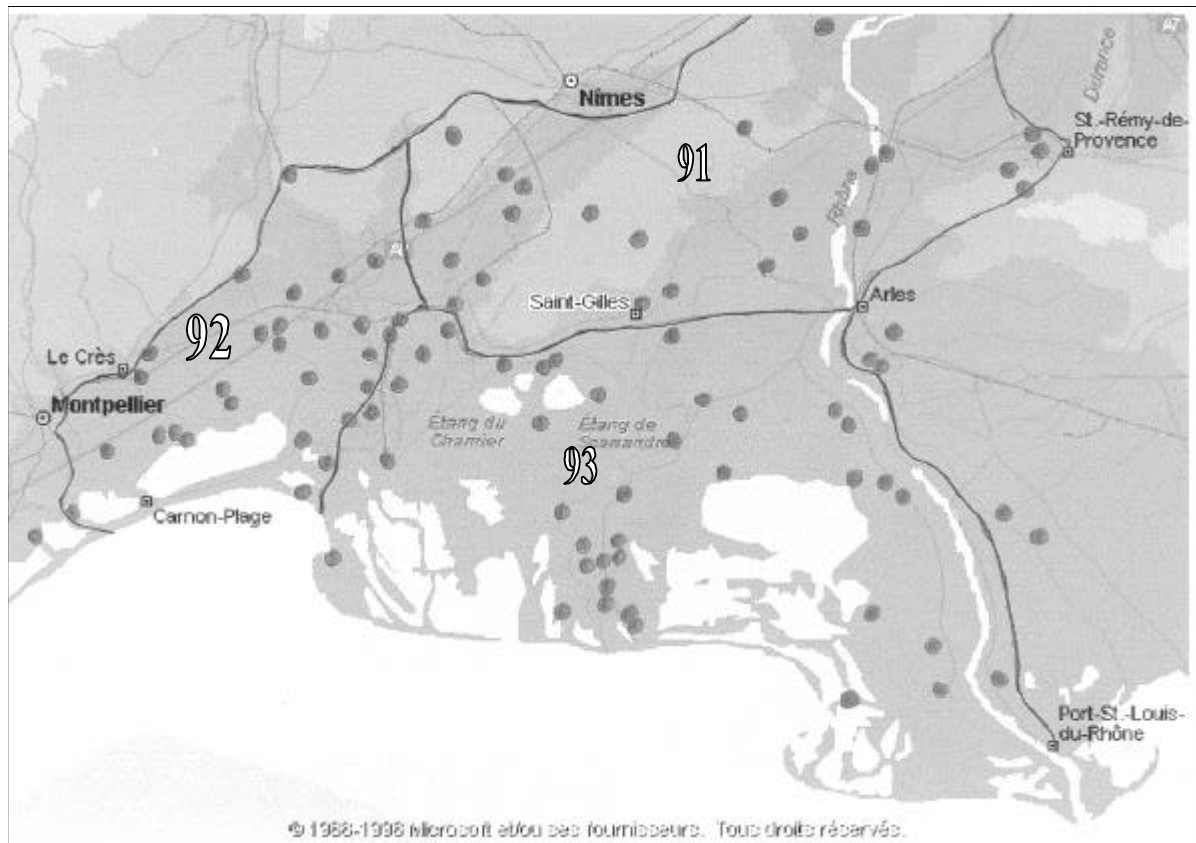 A7
Durance
Nîmes
St.-Rémy-de-
Provence
91
Rhône
Saint-Gilles
Arles
92
Le Crès
Montpellier
Étang du
Charnier
Étang de
Scamandre
93
Carnon-Plage
Port-St.-Louis-
du-Rhône
© 1988-1998 Microsoft et/ou ses fournisseurs. Tous droits réservés.